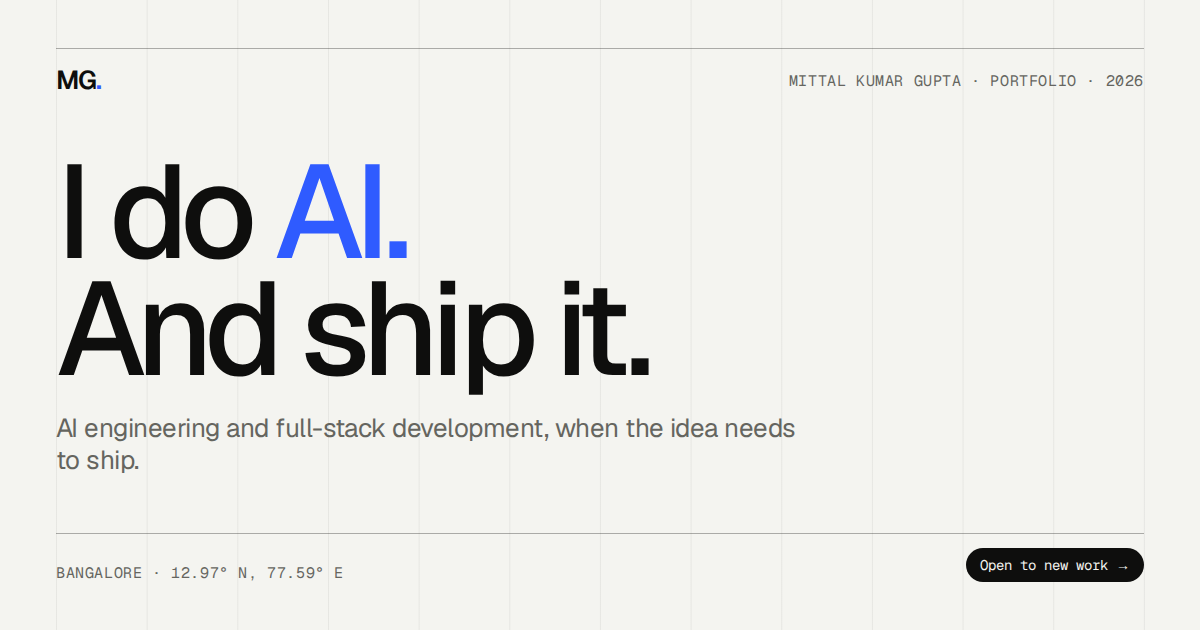 MG.
MITTAL KUMAR GUPTA · PORTFOLIO · 2026
I do AI.
And ship it.
AI engineering and full-stack development, when the idea needs
to ship.
BANGALORE · 12.97° N, 77.59° E
Open to new work →